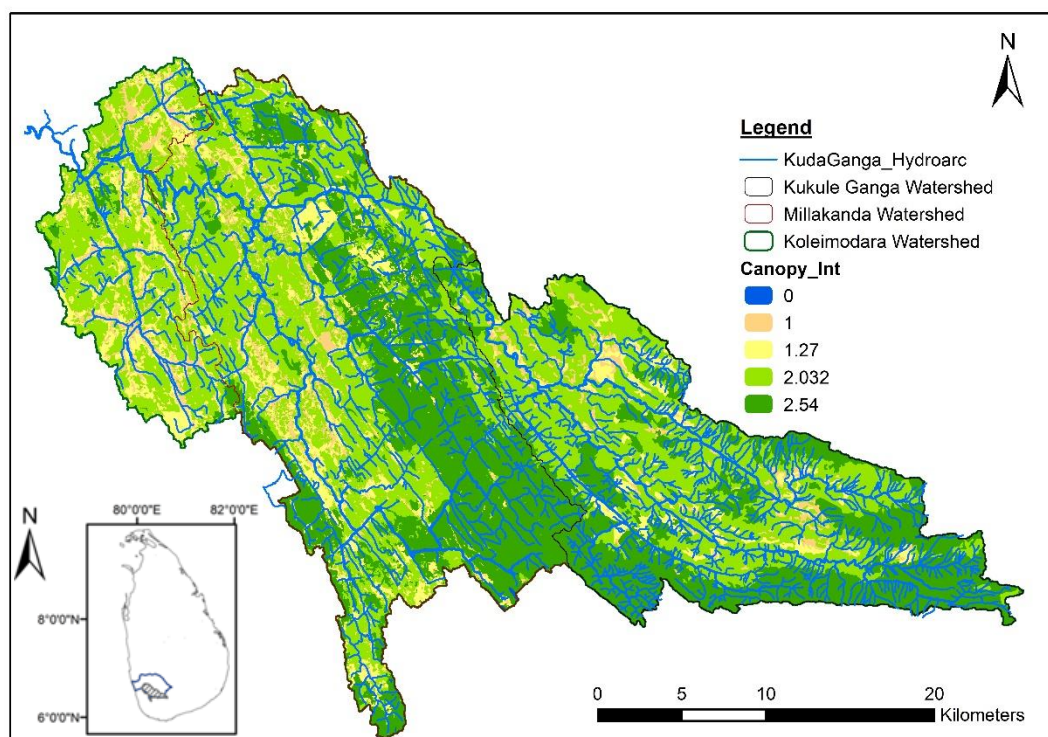 N
Legend
KudaGanga_Hydroarc
Kukule Ganga Watershed
Millakanda Watershed
Koleimodara Watershed
Canopy_Int
0
1
1.27
2.032
2.54
N
80°0'0"E 82°0'0"E
8°0'0"N
6°0'0"N
0 5 10 20
Kilometers